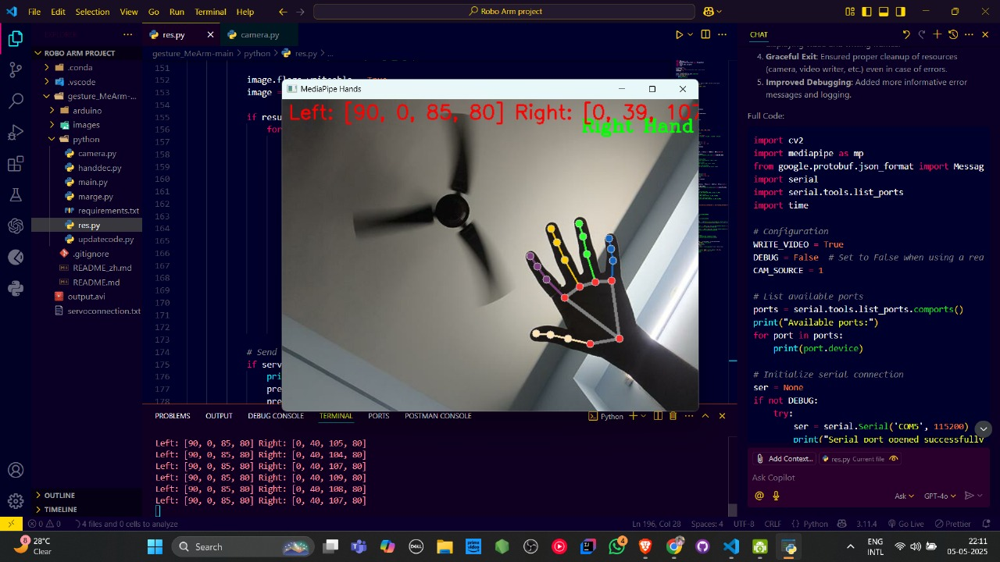 File Edit Selection View Go Run Terminal Help
Robo Arm project
res.py
camera.py
CHAT
ROBO ARM PROJECT
.conda
.vscode
gesture_MeArm-...
arduino
images
python
camera.py
handdec.py
main.py
matge.py
requirements.txt
res.py
updatecode.py
.gitignore
README_zh.md
README.md
output.avi
servoconnection.txt
OUTLINE
TIMELINE
gesture_MeArm-main > python > res.py > ...
151
152
153
154
155
156
157
158
159
160
161
162
163
164
165
166
167
168
169
170
171
172
173
174
175
176
177
178
image =
if resu
for
# Send
if serv
pri
pre
pre
MediaPipe Hands
Left: [90, 0, 85, 80] Right: [0, 39, 107
Right Hand
PROBLEMS OUTPUT DEBUG CONSOLE TERMINAL PORTS POSTMAN CONSOLE
Python
Left: [90, 0, 85, 80] Right: [0, 40, 105, 80]
Left: [90, 0, 85, 80] Right: [0, 40, 104, 80]
Left: [90, 0, 85, 80] Right: [0, 40, 107, 80]
Left: [90, 0, 85, 80] Right: [0, 40, 109, 80]
Left: [90, 0, 85, 80] Right: [0, 40, 108, 80]
Left: [90, 0, 85, 80] Right: [0, 40, 107, 80]
4. Graceful Exit: Ensured proper cleanup of resources
(camera, video writer, etc.) even in case of errors.
5. Improved Debugging: Added more informative error
messages and logging.
Full Code:
import cv2
import mediapipe as mp
from google.protobuf.json_format import Messag
import serial
import serial.tools.list_ports
import time
# Configuration
WRITE_VIDEO = True
DEBUG = False # Set to False when using a rea
CAM_SOURCE = 1
# List available ports
ports = serial.tools.list_ports.comports()
print("Available ports:")
for port in ports:
print(port.device)
# Initialize serial connection
ser = None
if not DEBUG:
try:
ser = serial.Serial('COM5', 115200)
print("Serial port opened successfully
Add Context...
res.py Current file
Ask Copilot
Ask
GPT-4o
0 0 4 files and 0 cells to analyze
Ln 196, Col 28 Spaces: 4 UTF-8 CRLF {} Python 3.11.4 Go Live Prettier
8
28°C
Clear
Search
DELL
prime video
4
ENG
INTL
22:11
05-05-2025